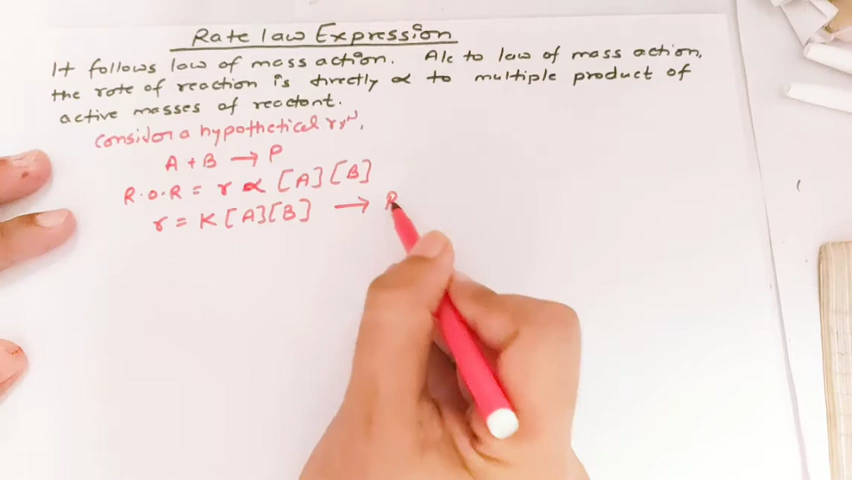 Rate law Expression
It follows law of mass action. A/c to law of mass action,
the rate of reaction is directly ∝ to multiple product of
active masses of reactant.
Consider a hypothetical rxⁿ,
A + B → P
R.O.R = r ∝ [A][B]
r = K[A][B] → R